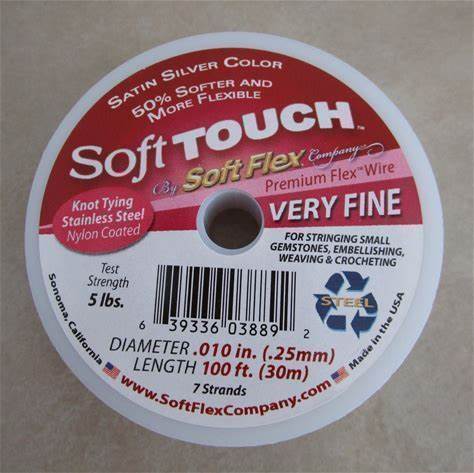 SATIN SILVER COLOR
50% SOFTER AND
MORE FLEXIBLE
Soft TOUCH™
By Soft Flex Company
Premium Flex™ Wire
VERY FINE
Knot Tying
Stainless Steel
Nylon Coated
FOR STRINGING SMALL
GEMSTONES, EMBELLISHING,
WEAVING & CROCHETING
Test
Strength
5 lbs.
STEEL
6 39336 03889 2
Sonoma, California
Made in the USA
DIAMETER .010 in. (.25mm)
LENGTH 100 ft. (30m)
7 Strands
www.SoftFlexCompany.com